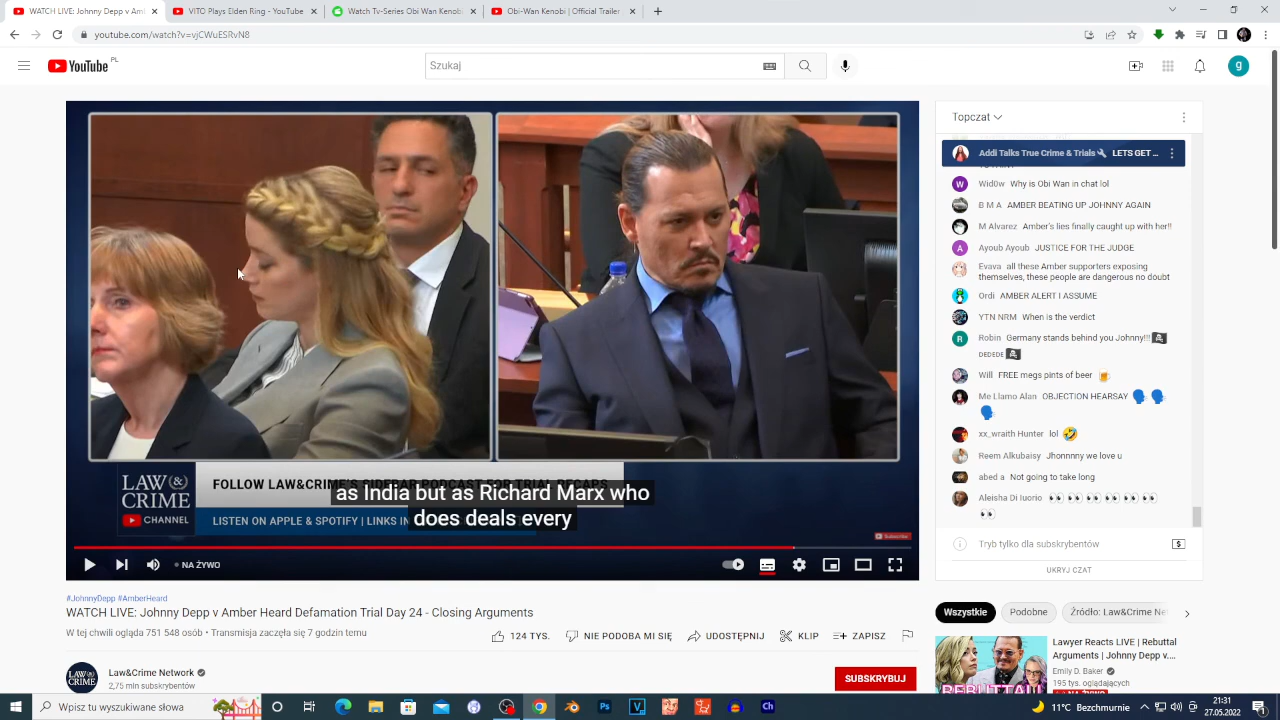 WATCH LIVE: Johnny Depp v Amber
VITO Plays Elden Ring - YouTube
Watch Tv-Series Obi Wan Kenobi
Obi-Wan Kenobi | Official Trailer
youtube.com/watch?v=vjCWuESRvN8
YouTube PL
Szukaj
g
Topczat
Addi Talks True Crime & Trials LETS GET ...
W Wid0w Why is Obi Wan in chat lol
B M A AMBER BEATING UP JOHNNY AGAIN
M Alvarez Amber's lies finally caught up with her!!
A Ayoub Ayoub JUSTICE FOR THE JUDGE
Evava all these Amber supporters exposing
themselves, these people are dangerous no doubt
Ordi AMBER ALERT I ASSUME
YTN NRM When is the verdict
R Robin Germany stands behind you Johnny!!!🏴‍☠️
DEDEDE🏴‍☠️
Will FREE megs pints of beer 🍺
Me Llamo Alan OBJECTION HEARSAY 🗣️ 🗣️
🗣️
xx_wraith Hunter lol 🤣
Reem Alkubaisy Jhonnnny we love u
abed a Not going to take long
Aleisha Di Iuorio 👀 👀 👀 👀 👀 👀
👀
Tryb tylko dla subskrybentów
UKRYJ CZAT
LAW&
CRIME
CHANNEL
FOLLOW LAW&CRIME'S SIDEBAR PODCAST FOR TRIAL RECAPS
LISTEN ON APPLE & SPOTIFY | LINKS IN
as India but as Richard Marx who
does deals every
Subscribe
NA ŻYWO
#JohnnyDepp #AmberHeard
WATCH LIVE: Johnny Depp v Amber Heard Defamation Trial Day 24 - Closing Arguments
W tej chwili ogląda 751 548 osób • Transmisja zaczęła się 7 godzin temu
124 TYS.
NIE PODOBA MI SIĘ
UDOSTĘPNIJ
KLIP
ZAPISZ
LAW&
CRIME
Law&Crime Network
2,75 mln subskrybentów
SUBSKRYBUJ
Wszystkie
Podobne
Źródło: Law&Crime Ne
REBUTTAL
Lawyer Reacts LIVE | Rebuttal
Arguments | Johnny Depp v....
Emily D. Baker
195 tys. oglądających
NA ŻYWO
Wpisz tu wyszukiwane słowa
Ps
V
Ch
11°C Bezchmurnie
21:31
27.05.2022
1